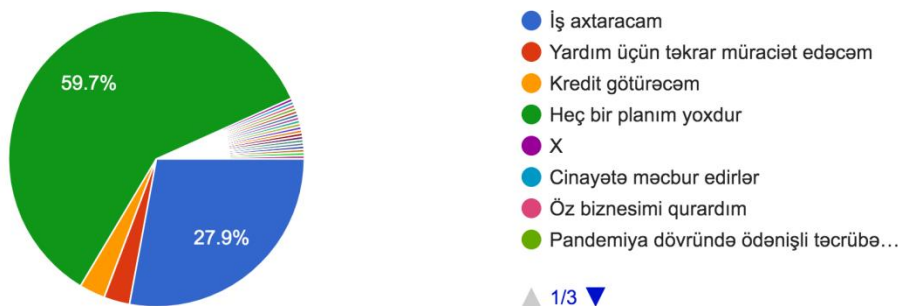 59.7%
27.9%
İş axtaracam
Yardım üçün təkrar müraciət edəcəm
Kredit götürəcəm
Heç bir planım yoxdur
X
Cinayətə məcbur edirlər
Öz biznesimi qurardım
Pandemiya dövründə ödənişli təcrübə…
1/3